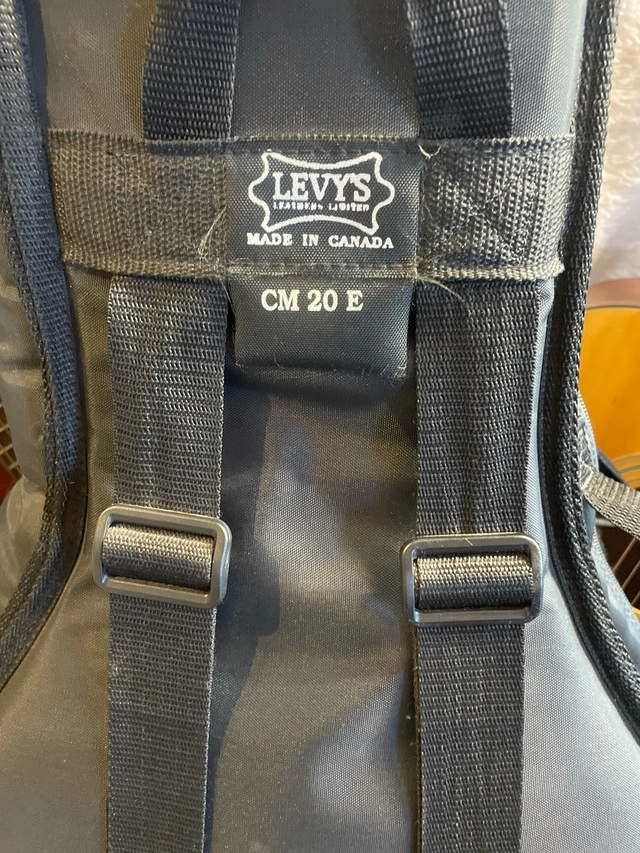 LEVY'S
LEATHERS LIMITED
MADE IN CANADA
CM 20 E